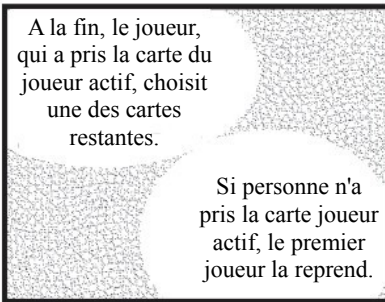 A la fin, le joueur,
qui a pris la carte du
joueur actif, choisit
une des cartes
restantes.
Si personne n'a
pris la carte joueur
actif, le premier
joueur la reprend.